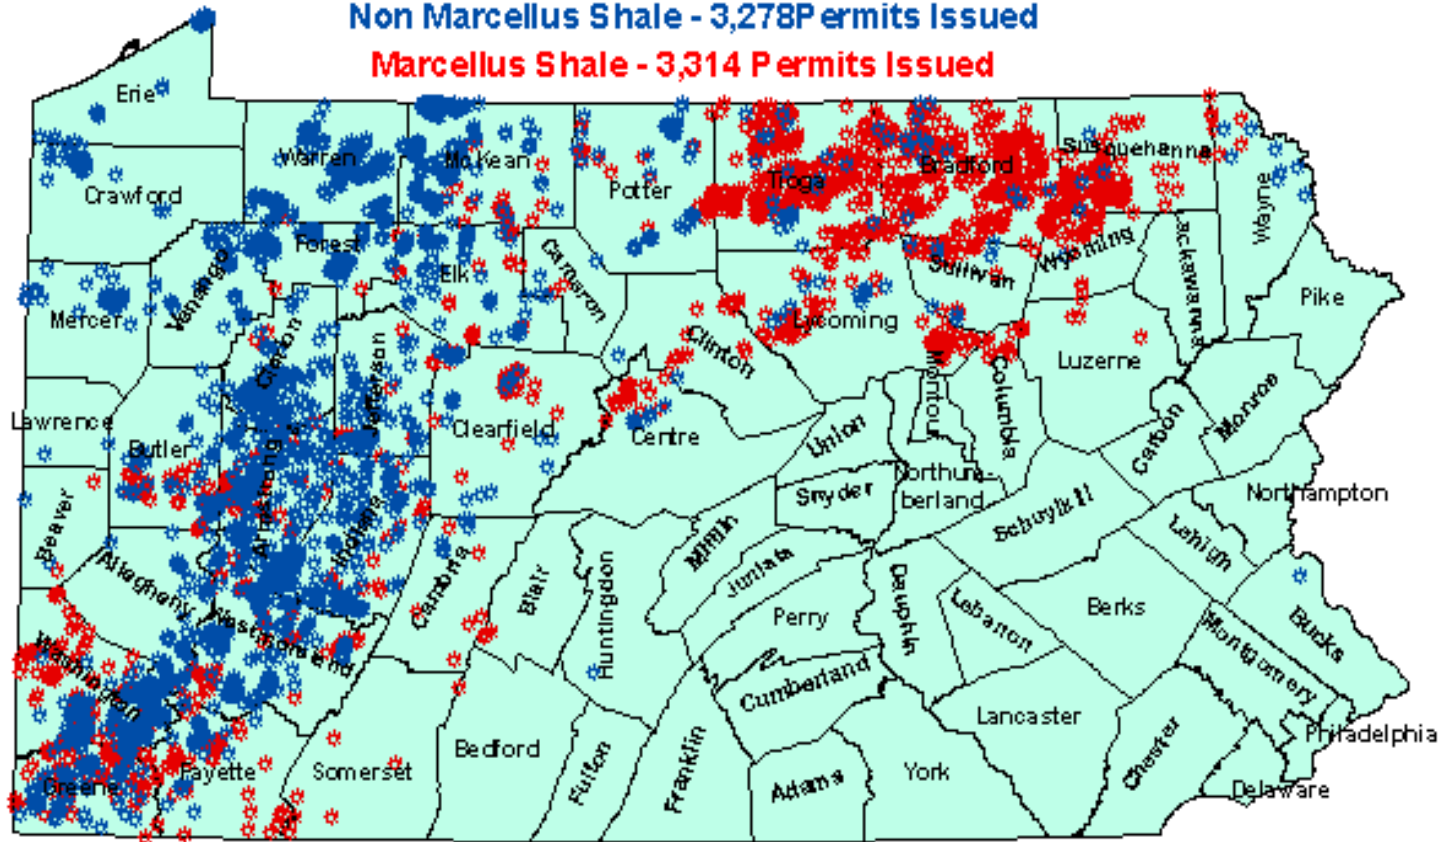 Non Marcellus Shale - 3,278Permits Issued
Marcellus Shale - 3,314 Permits Issued
Erie
Warren
McKean
Susquehanna
Bradford
Tioga
Potter
Crawford
Wayne
Forest
Elk
Cameron
Sullivan
Wyoming
Lackawanna
Venango
Pike
Mercer
Lycoming
Clinton
Clarion
Jefferson
Luzerne
Montour
Columbia
Monroe
Lawrence
Clearfield
Centre
Union
Carbon
Butler
Armstrong
Northum-
berland
Snyder
Northampton
Schuylkill
Beaver
Indiana
Lehigh
Mifflin
Juniata
Allegheny
Cambria
Blair
Huntingdon
Perry
Dauphin
Lebanon
Berks
Bucks
Westmoreland
Washington
Montgomery
Cumberland
Lancaster
Philadelphia
Bedford
Fulton
Franklin
Adams
York
Chester
Delaware
Somerset
Fayette
Greene